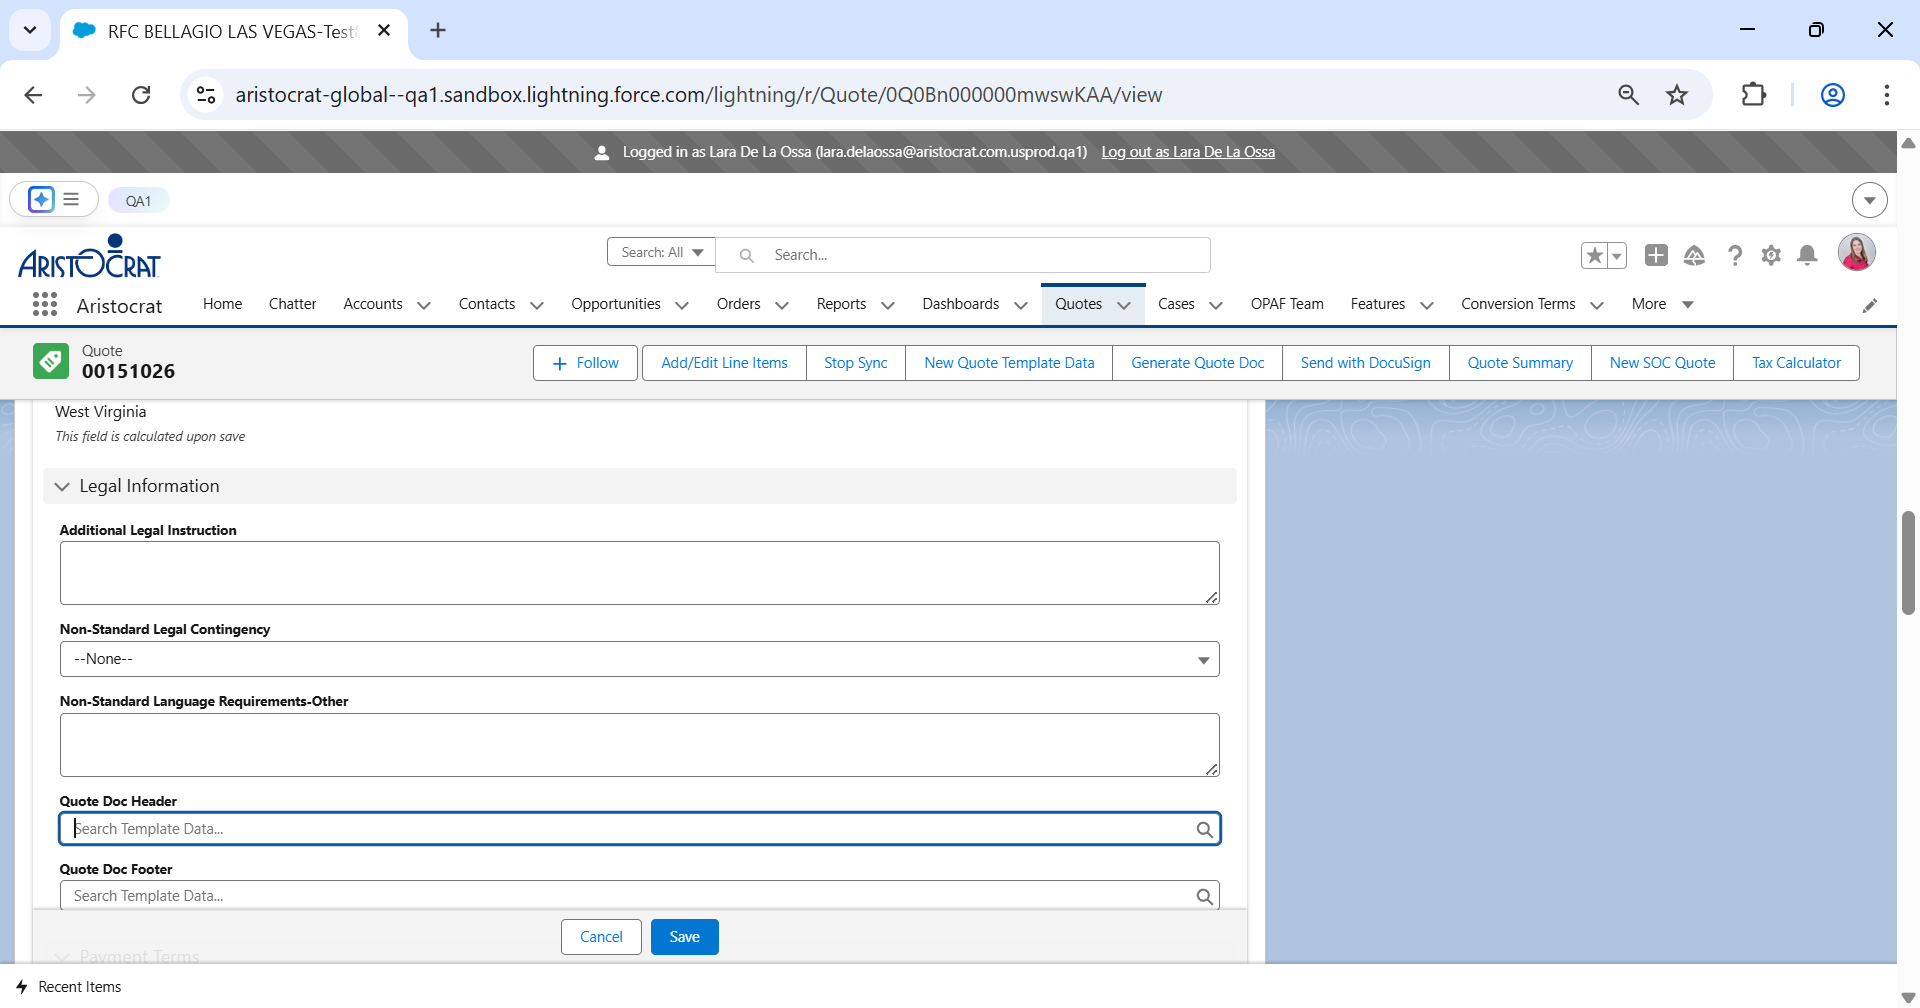 RFC BELLAGIO LAS VEGAS-Test
aristocrat-global--qa1.sandbox.lightning.force.com/lightning/r/Quote/0Q0Bn000000mwswKAA/view
Logged in as Lara De La Ossa (lara.delaossa@aristocrat.com.usprod.qa1) Log out as Lara De La Ossa
QA1
ARISTOCRAT
Search: All
Search...
Aristocrat Home Chatter Accounts Contacts Opportunities Orders Reports Dashboards Quotes Cases OPAF Team Features Conversion Terms More
Quote
00151026
Follow Add/Edit Line Items Stop Sync New Quote Template Data Generate Quote Doc Send with DocuSign Quote Summary New SOC Quote Tax Calculator
West Virginia
This field is calculated upon save
Legal Information
Additional Legal Instruction
Non-Standard Legal Contingency
--None--
Non-Standard Language Requirements-Other
Quote Doc Header
Search Template Data...
Quote Doc Footer
Search Template Data...
Cancel Save
Payment Terms
Recent Items